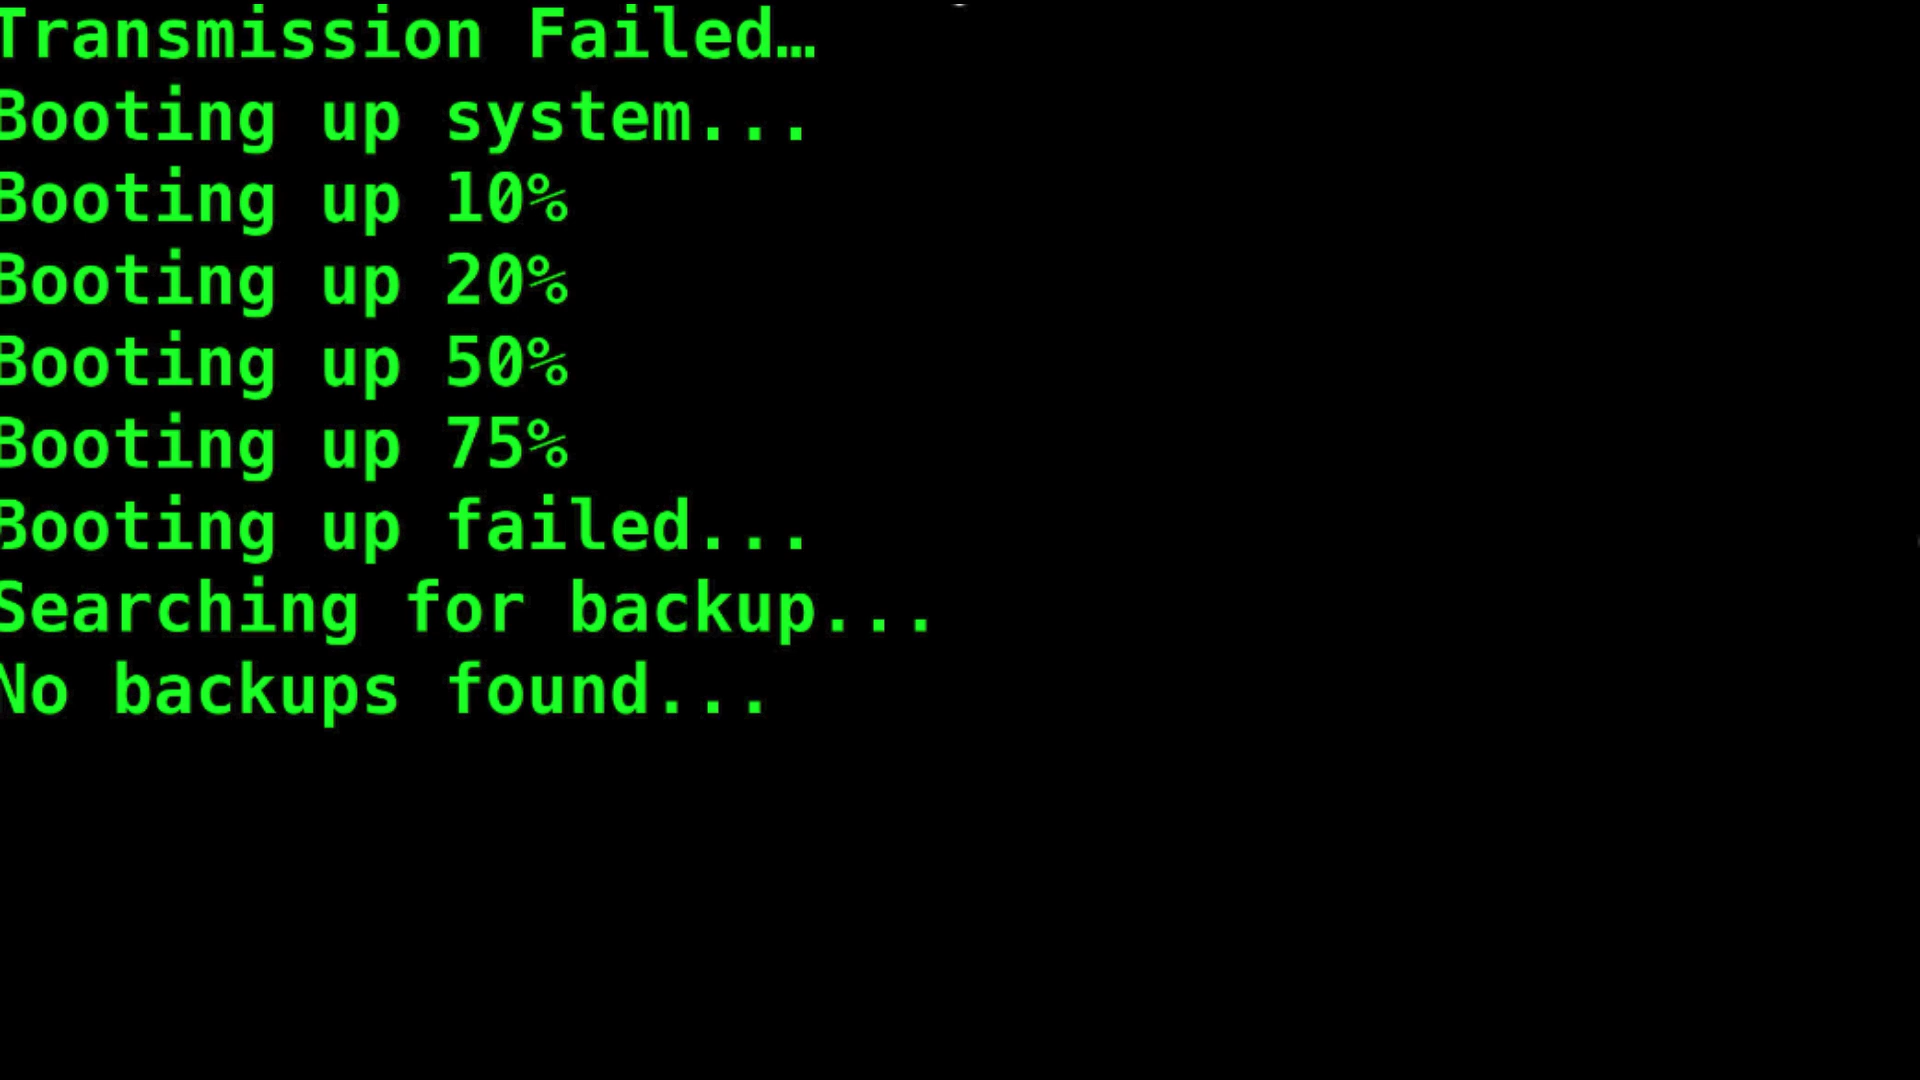 Transmission Failed…
Booting up system...
Booting up 10%
Booting up 20%
Booting up 50%
Booting up 75%
Booting up failed...
Searching for backup...
No backups found...